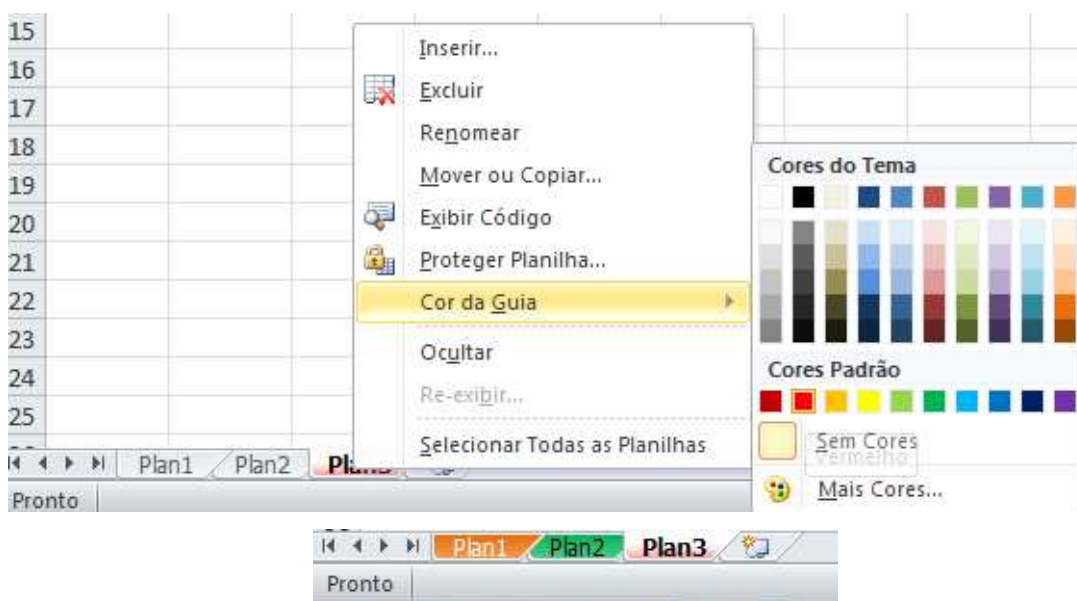 15
16
17
18
19
20
21
22
23
24
25
Inserir...
Excluir
Renomear
Mover ou Copiar...
Exibir Código
Proteger Planilha...
Cor da Guia
Ocultar
Re-exibir...
Selecionar Todas as Planilhas
Cores do Tema
Cores Padrão
Sem Cores
Vermelho
Mais Cores...
Plan1 Plan2
Pronto
Plan1 Plan2 Plan3
Pronto